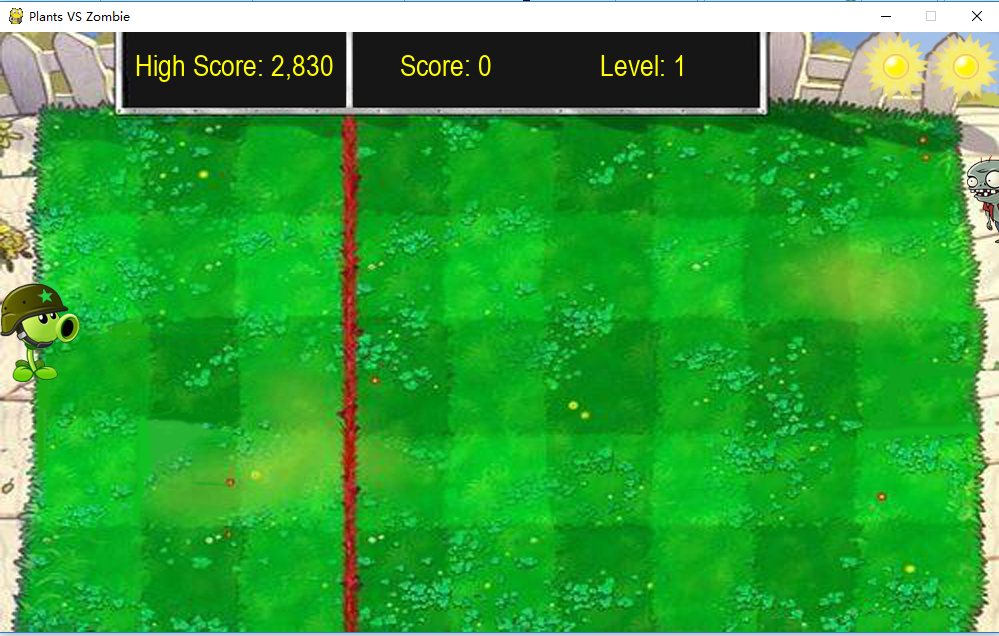 Plants VS Zombie
High Score: 2,830
Score: 0
Level: 1